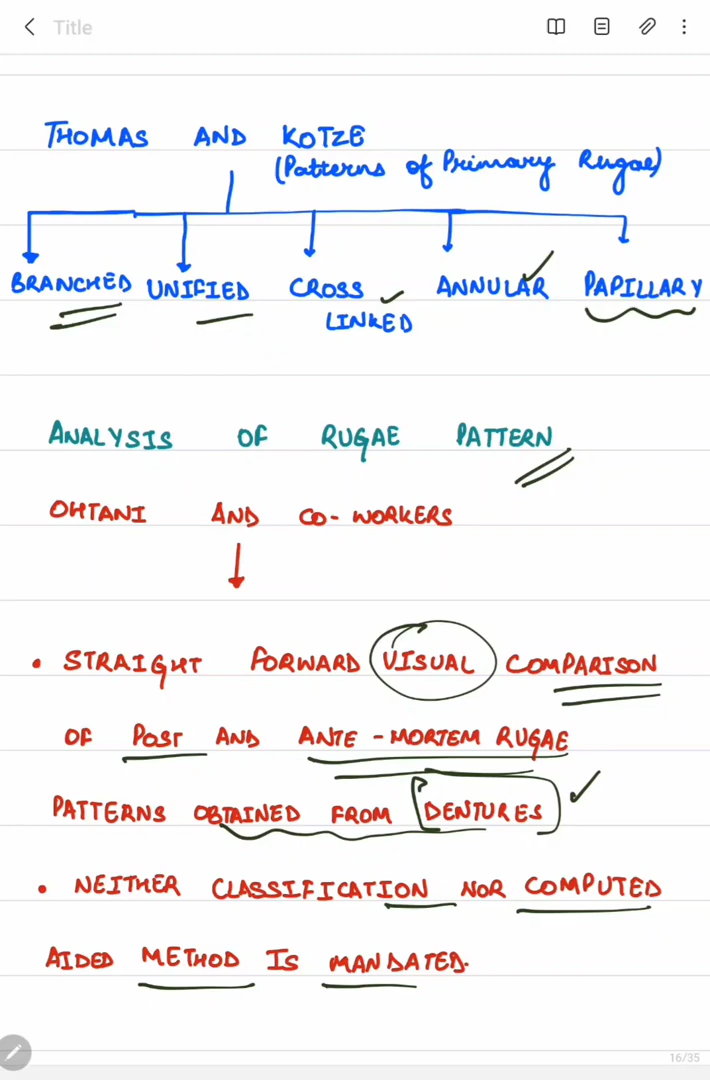 Title
THOMAS AND KOTZE
(Patterns of Primary Rugae)
BRANCHED UNIFIED CROSS LINKED ANNULAR PAPILLARY
ANALYSIS OF RUGAE PATTERN
OHTANI AND CO-WORKERS
• STRAIGHT FORWARD VISUAL COMPARISON
OF POST AND ANTE-MORTEM RUGAE
PATTERNS OBTAINED FROM DENTURES
• NEITHER CLASSIFICATION NOR COMPUTED
AIDED METHOD IS MANDATED.
16/35